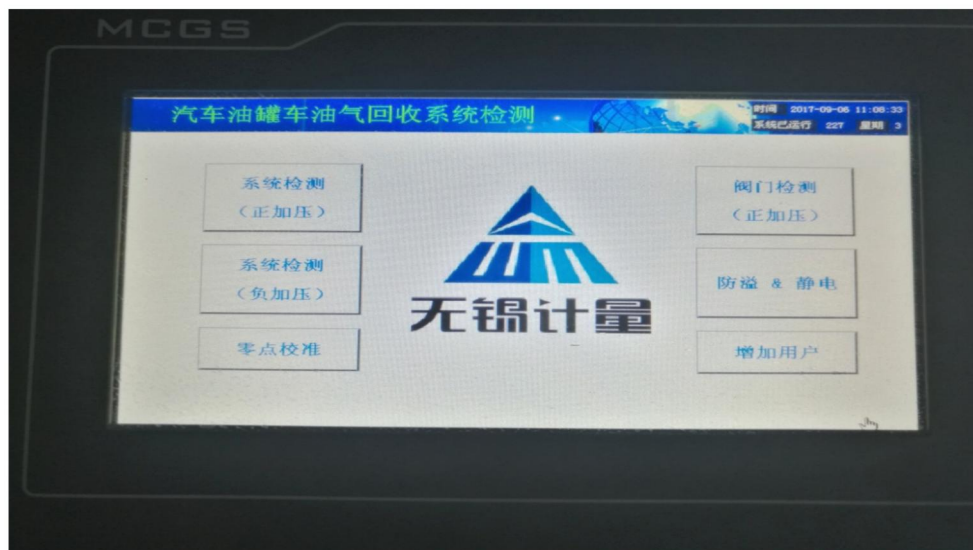 MCGS
汽车油罐车油气回收系统检测
时间 2017-09-06 11:06:33
系统已运行 227 星期 3
系统检测
（正加压）
阀门检测
（正加压）
系统检测
（负加压）
防溢 & 静电
无锡计量
零点校准
增加用户